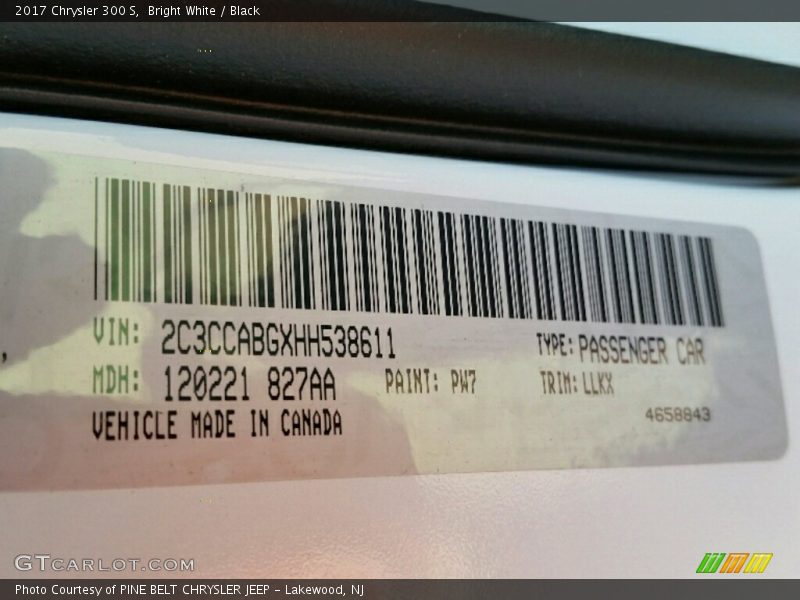 2017 Chrysler 300 S,  Bright White / Black
VIN: 2C3CCABGXHH538611 TYPE: PASSENGER CAR
MDH: 120221 827AA PAINT: PW7 TRIM: LLKX
VEHICLE MADE IN CANADA 4658843
GTCARLOT.COM
Photo Courtesy of PINE BELT CHRYSLER JEEP - Lakewood, NJ